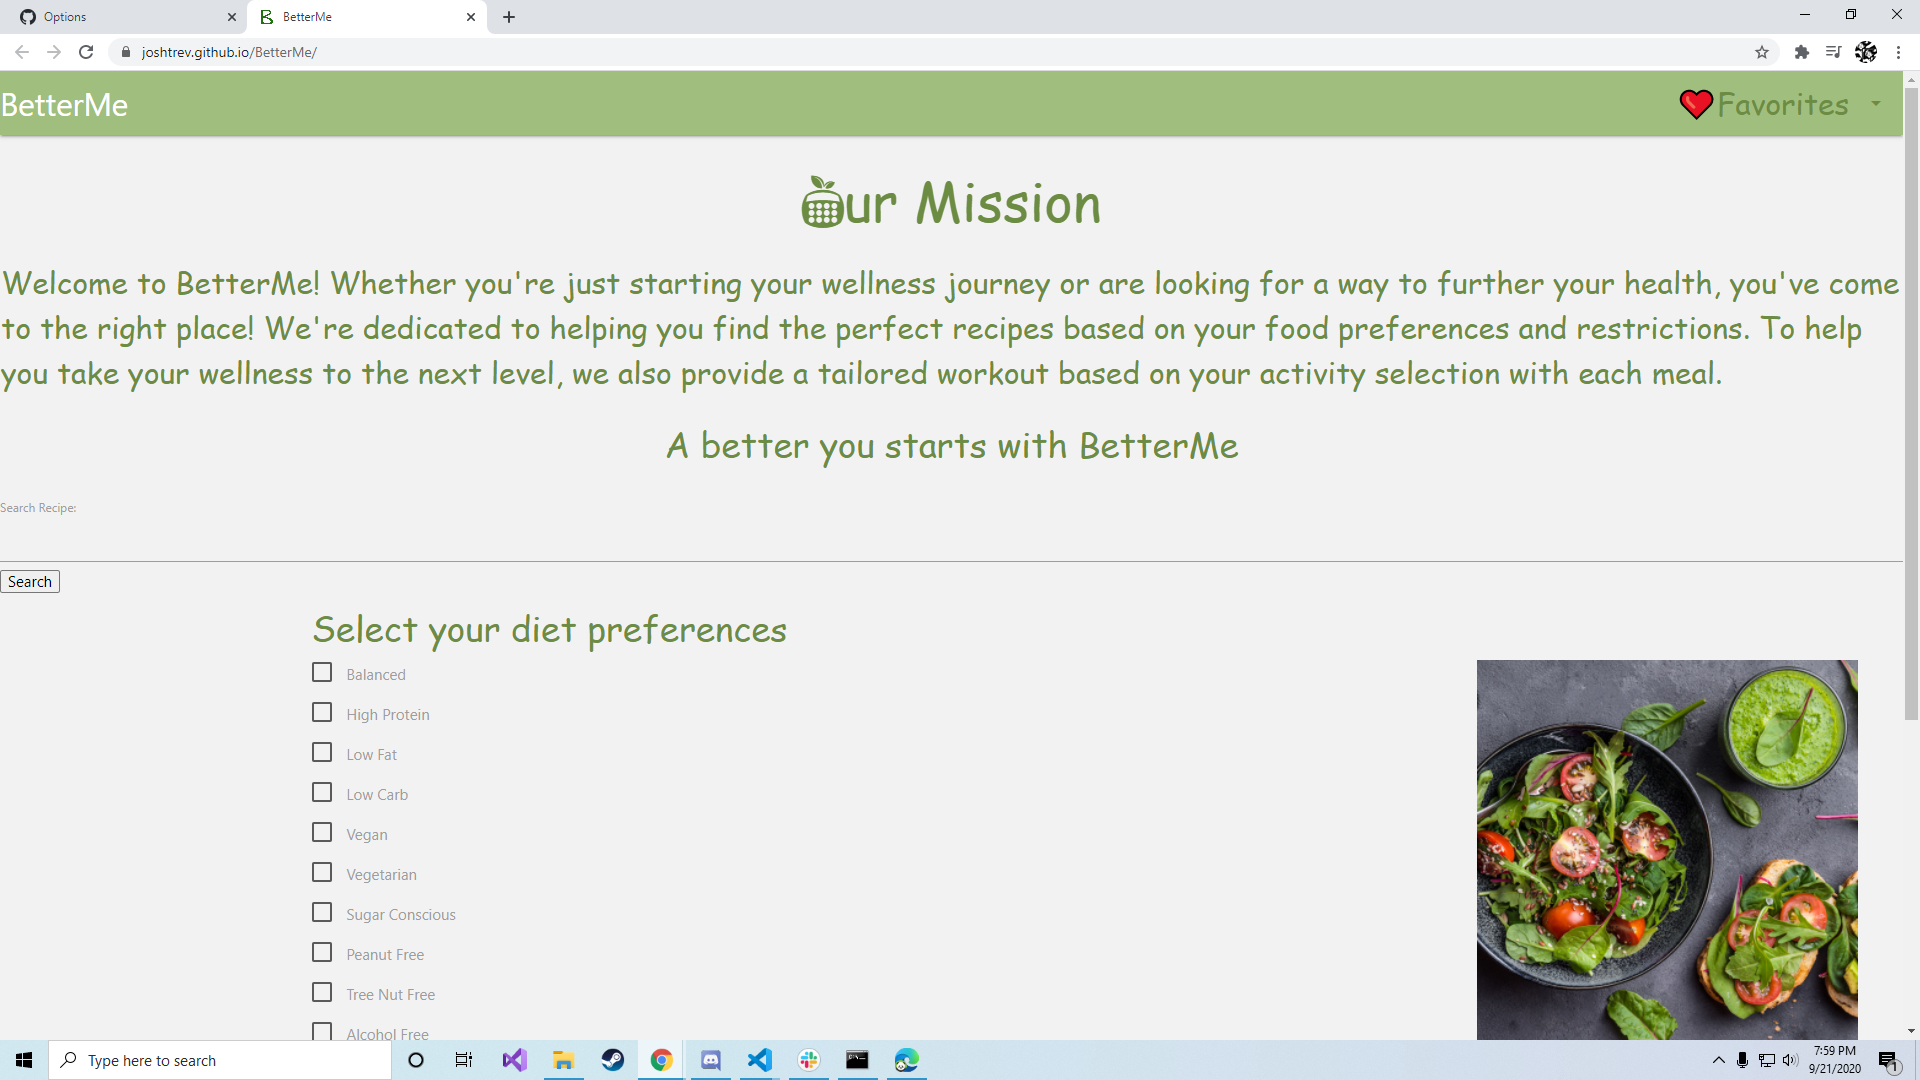 Options
BetterMe
joshtrev.github.io/BetterMe/
BetterMe
Favorites
ur Mission
Welcome to BetterMe! Whether you're just starting your wellness journey or are looking for a way to further your health, you've come
to the right place! We're dedicated to helping you find the perfect recipes based on your food preferences and restrictions. To help
you take your wellness to the next level, we also provide a tailored workout based on your activity selection with each meal.
A better you starts with BetterMe
Search Recipe:
Search
Select your diet preferences
Balanced
High Protein
Low Fat
Low Carb
Vegan
Vegetarian
Sugar Conscious
Peanut Free
Tree Nut Free
Alcohol Free
Type here to search
7:59 PM
9/21/2020
1